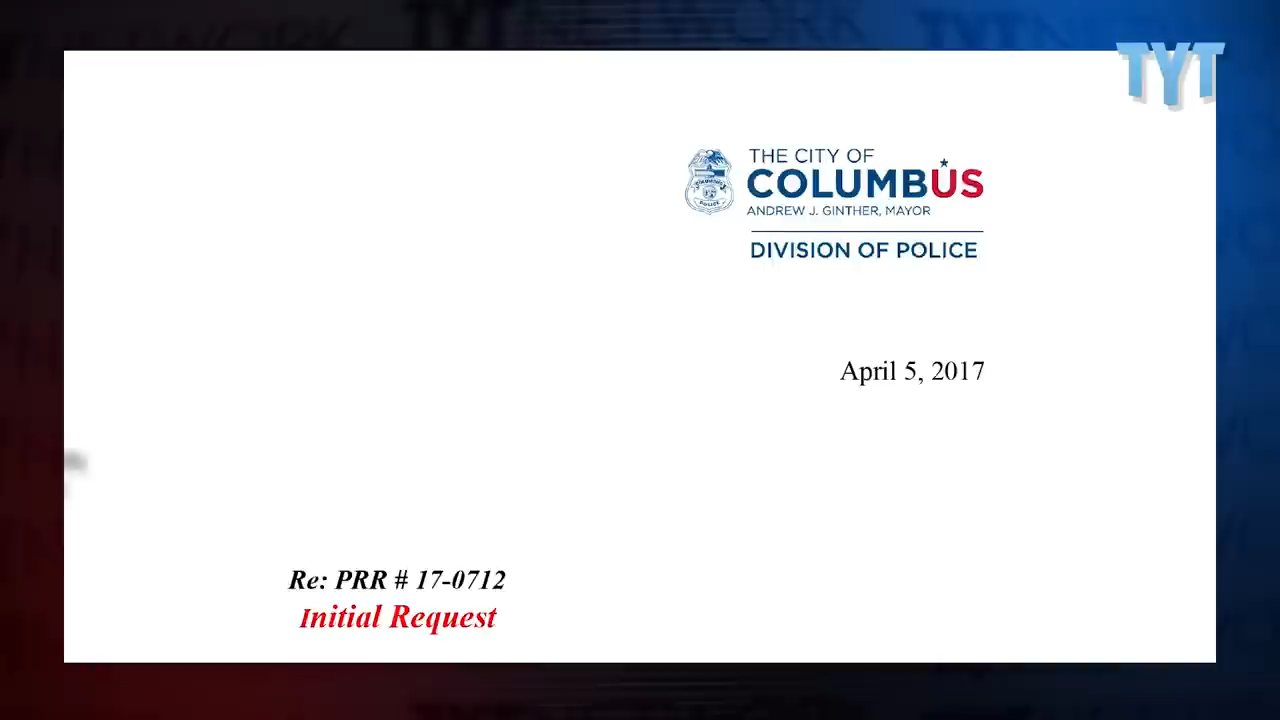 TYT
THE CITY OF
COLUMBUS
ANDREW J. GINTHER, MAYOR
DIVISION OF POLICE
April 5, 2017
Re: PRR # 17-0712
Initial Request